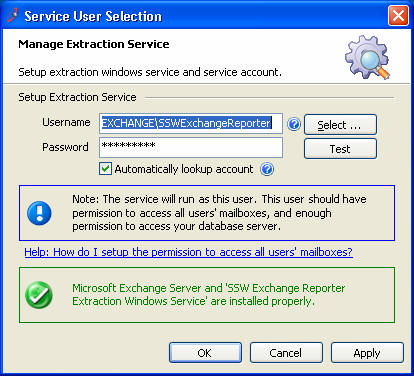 Service User Selection
Manage Extraction Service
Setup extraction windows service and service account.
Setup Extraction Service
Username EXCHANGE\SSWExchangeReporter Select ...
Password ********* Test
Automatically lookup account
Note: The service will run as this user. This user should have
permission to access all users' mailboxes, and enough
permission to access your database server.
Help: How do I setup the permission to access all users' mailboxes?
Microsoft Exchange Server and 'SSW Exchange Reporter
Extraction Windows Service' are installed properly.
OK Cancel Apply